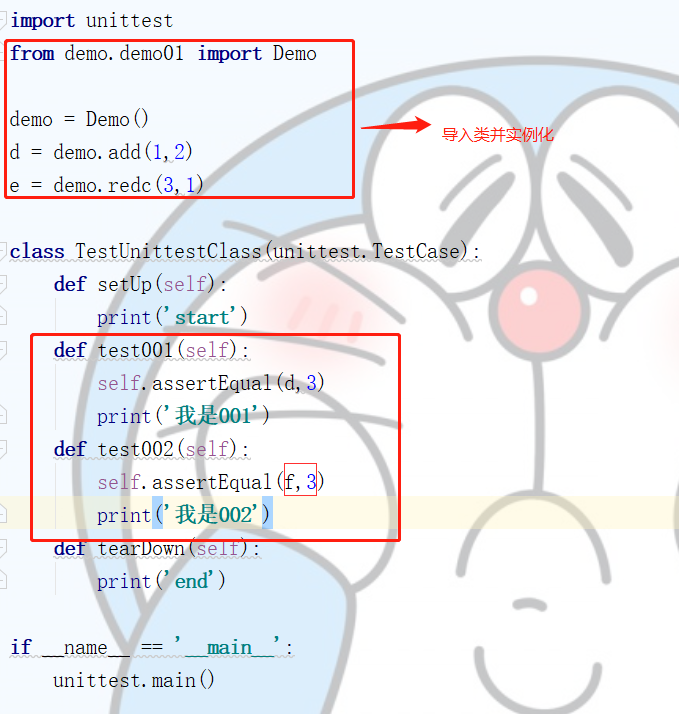 import unittest
from demo.demo01 import Demo
demo = Demo()
d = demo.add(1,2)
导入类并实例化
e = demo.redc(3,1)
class TestUnittestClass(unittest.TestCase):
    def setUp(self):
        print('start')
    def test001(self):
        self.assertEqual(d,3)
        print('我是001')
    def test002(self):
        self.assertEqual(f,3)
        print('我是002')
    def tearDown(self):
        print('end')
if __name__ == '__main__':
    unittest.main()